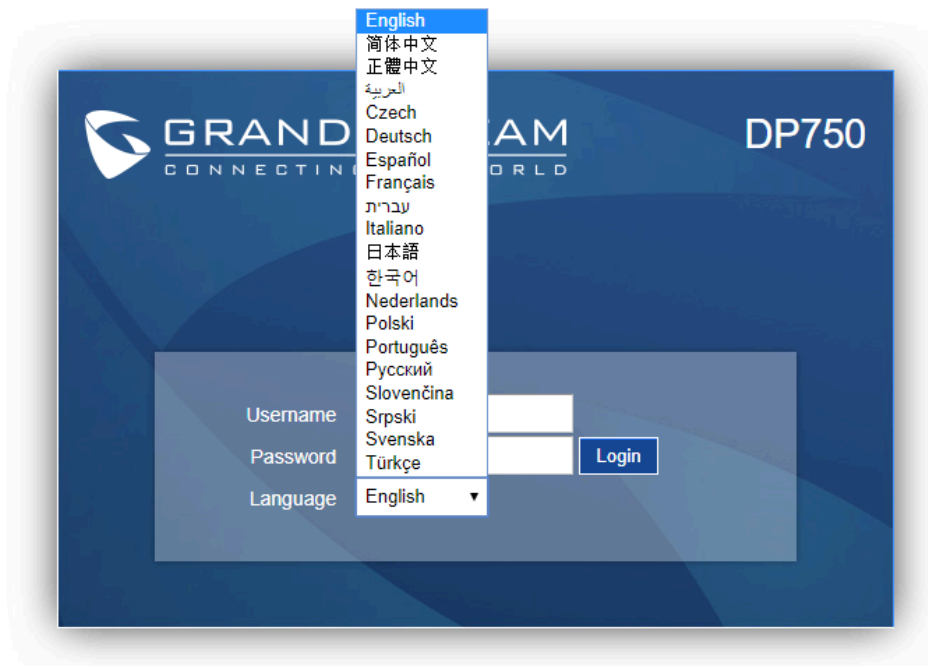 English
简体中文
正體中文
العربية
Czech
Deutsch
Español
Français
עברית
Italiano
日本語
한국어
Nederlands
Polski
Português
Русский
Slovenčina
Srpski
Svenska
Türkçe
GRAND AM
CONNECTIN ORLD
DP750
Username
Password
Login
Language
English